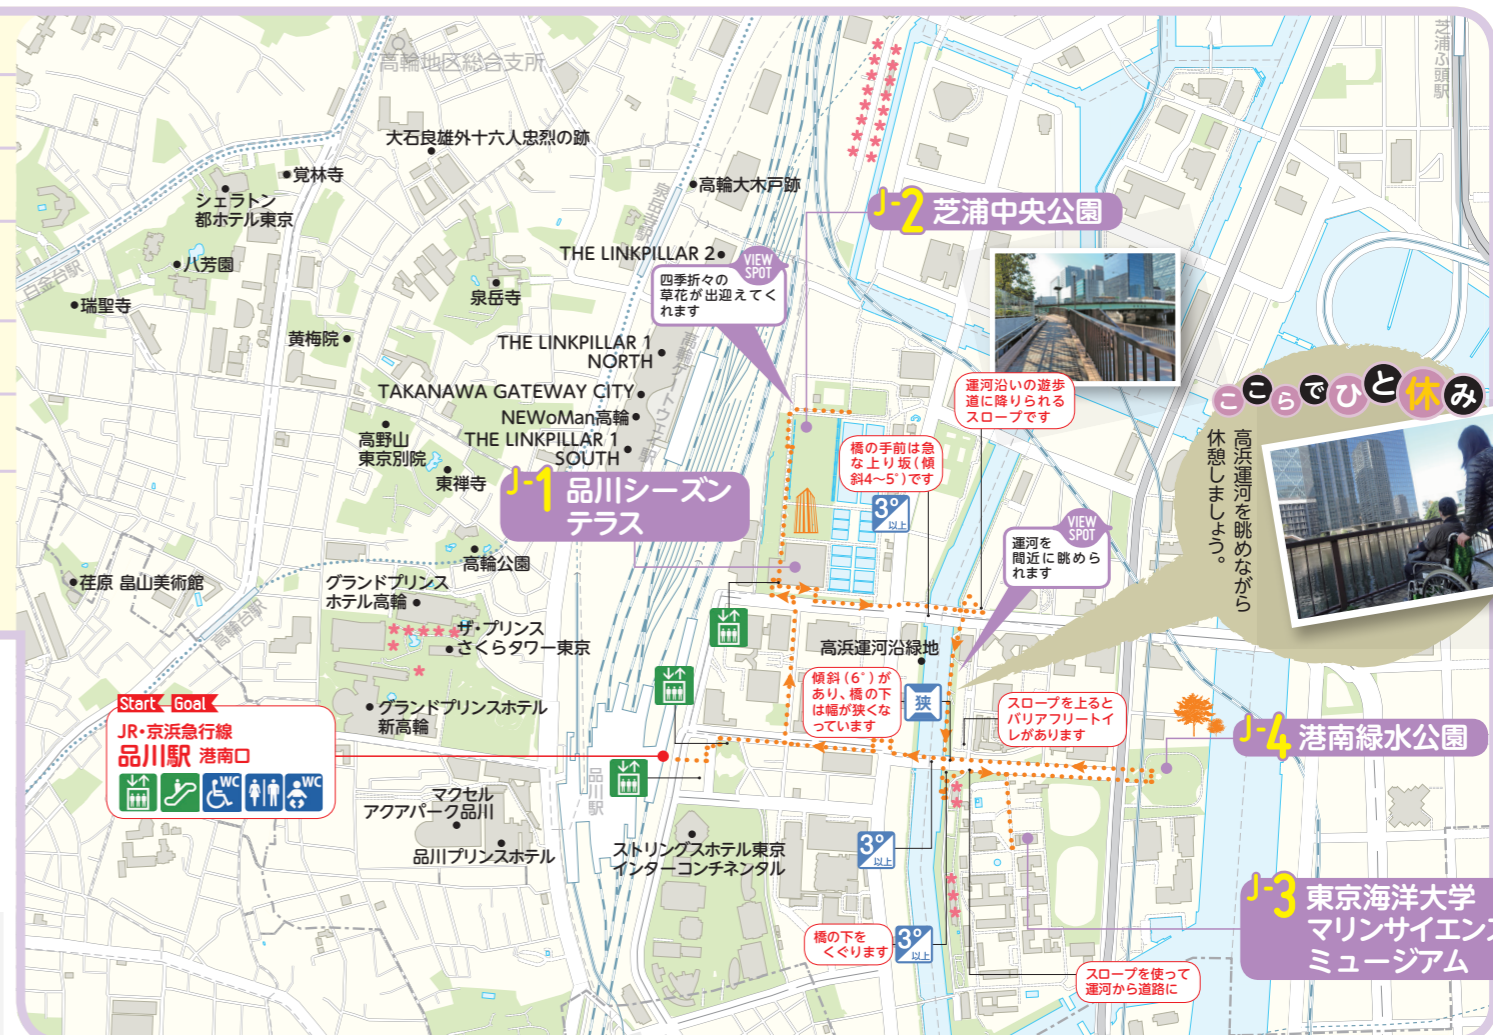 高輪地区総合支所
芝浦ふ頭駅
大石良雄外十六人忠烈の跡
覚林寺
シェラトン
都ホテル東京
高輪大木戸跡
泉岳寺駅
J-2 芝浦中央公園
THE LINKPILLAR 2
VIEW
SPOT
四季折々の
草花が出迎えてく
れます
八芳園
白金台駅
瑞聖寺
泉岳寺
黄梅院
THE LINKPILLAR 1
NORTH
高輪ゲートウェイ駅
TAKANAWA GATEWAY CITY
NEWoMan高輪
THE LINKPILLAR 1
SOUTH
高野山
東京別院
東禅寺
運河沿いの遊歩
道に降りられる
スロープです
ここらでひと休み
高浜運河を眺めながら
休憩しましょう。
橋の手前は急
な上り坂(傾
斜4〜5°)です
3°
以上
J-1 品川シーズン
テラス
VIEW
SPOT
運河を
間近に眺めら
れます
高輪公園
荏原 畠山美術館
グランドプリンス
ホテル高輪
高輪台駅
ザ・プリンス
さくらタワー東京
高浜運河沿緑地
傾斜(6°)が
あり、橋の下
は幅が狭くな
っています
狭
スロープを上ると
バリアフリートイ
レがあります
グランドプリンスホテル
新高輪
J-4 港南緑水公園
Start Goal
JR・京浜急行線
品川駅 港南口
WC
WC
品川駅
マクセル
アクアパーク品川
品川プリンスホテル
ストリングスホテル東京
インターコンチネンタル
3°
以上
J-3 東京海洋大学
マリンサイエンス
ミュージアム
橋の下を
くぐります
3°
以上
スロープを使って
運河から道路に